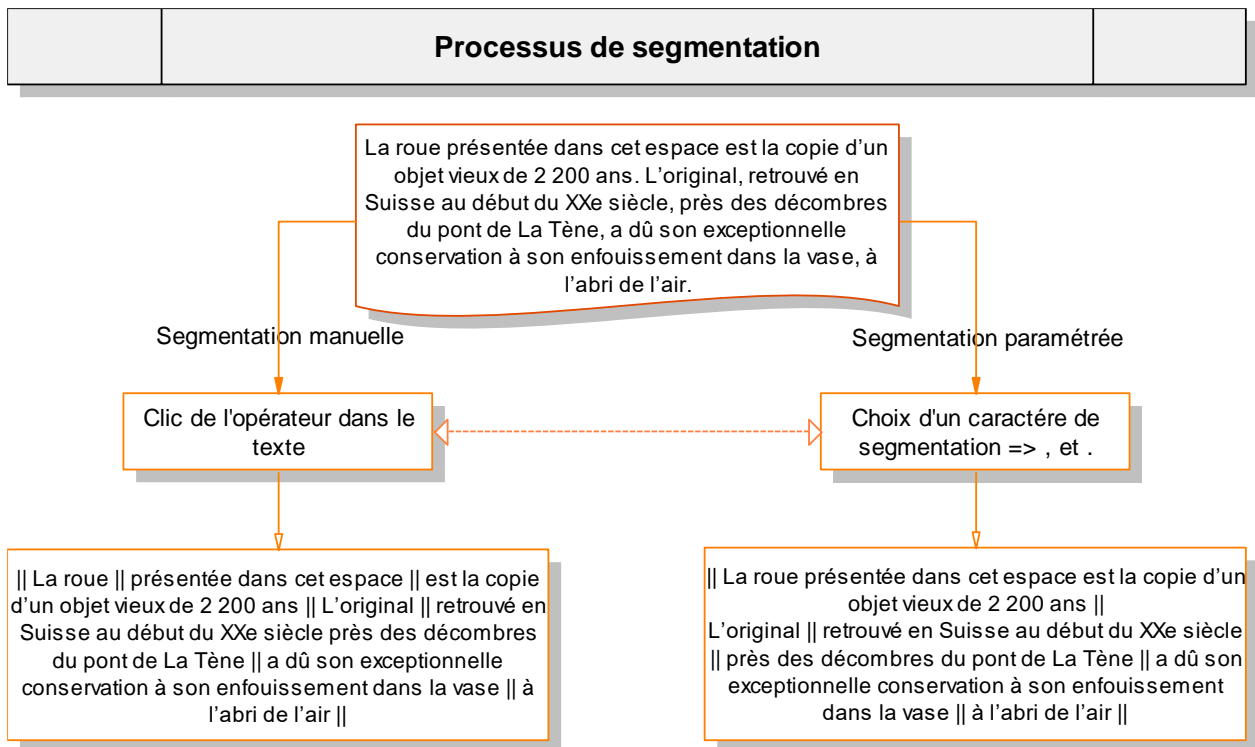 Processus de segmentation
La roue présentée dans cet espace est la copie d’un
objet vieux de 2 200 ans. L’original, retrouvé en
Suisse au début du XXe siècle, près des décombres
du pont de La Tène, a dû son exceptionnelle
conservation à son enfouissement dans la vase, à
l’abri de l’air.
Segmentation manuelle
Segmentation paramétrée
Clic de l'opérateur dans le
texte
Choix d'un caractére de
segmentation => , et .
|| La roue || présentée dans cet espace || est la copie
d’un objet vieux de 2 200 ans || L’original || retrouvé en
Suisse au début du XXe siècle près des décombres
du pont de La Tène || a dû son exceptionnelle
conservation à son enfouissement dans la vase || à
l’abri de l’air ||
|| La roue présentée dans cet espace est la copie d’un
objet vieux de 2 200 ans ||
L’original || retrouvé en Suisse au début du XXe siècle
|| près des décombres du pont de La Tène || a dû son
exceptionnelle conservation à son enfouissement
dans la vase || à l’abri de l’air ||